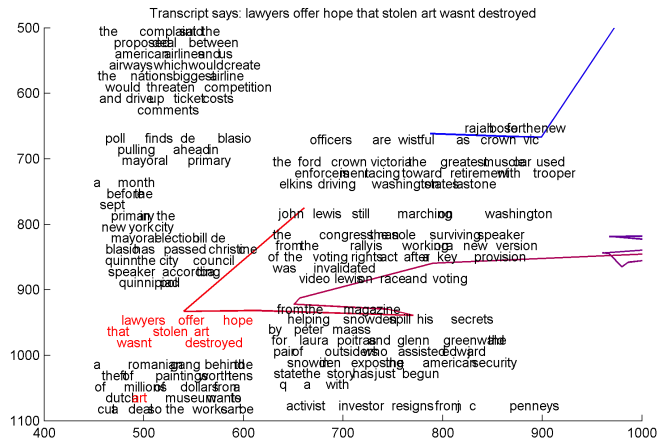 Transcript says: lawyers offer hope that stolen art wasnt destroyed
500
600
700
800
900
1000
1100
400
500
600
700
800
900
1000
the complaint said the
proposed deal between
american airlines and us
airways which would create
the nations biggest airline
would threaten competition
and drive up ticket costs
comments
poll finds de blasio
pulling ahead in
mayoral primary
a month
before the
sept
primary in the
new york city
mayoral election bill de
blasio has passed christine
quinn the city council
speaker according to a
quinnipiac poll
lawyers offer hope
that stolen art
wasnt destroyed
a romanian gang behind the
theft of paintings worth tens
of millions of dollars from a
dutch art museum wants to
cut a deal so the works can be
rajah bose for the new
officers are wistful as crown vic
the ford crown victoria the greatest muscle car used
enforcement is racing toward retirement with trooper
elkins driving washington states last one
john lewis still marching on washington
the congressman the sole surviving speaker
from the rally is working on a new version
of the voting rights act after a key provision
was invalidated
video lewis on race and voting
from the magazine
helping snowden spill his secrets
by peter maass
for laura poitras and glenn greenwald the
pair of outsiders who assisted edward j
snowden in exposing the american security
state the story has just begun
q a with
activist investor resigns from j c penneys